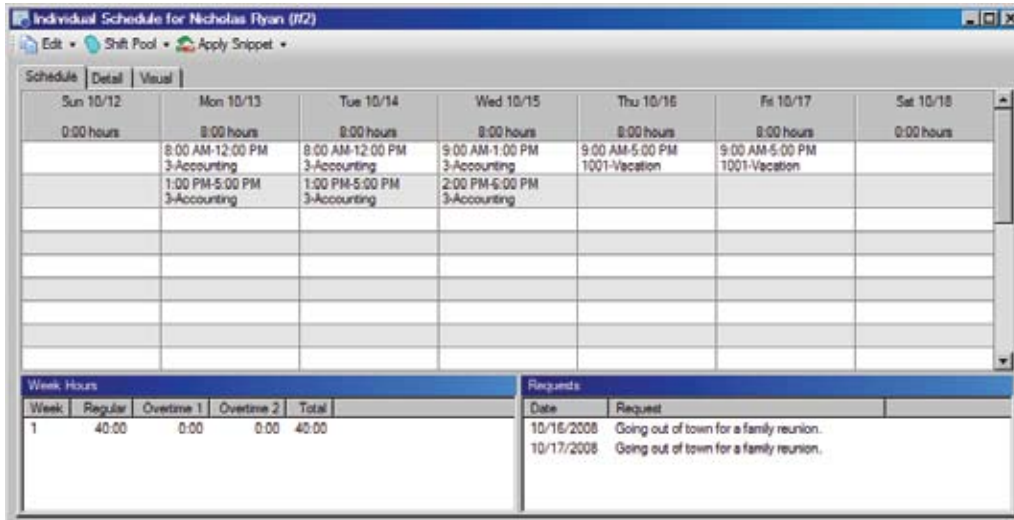 Individual Schedule for Nicholas Ryan (#2)
Edit Shift Pool Apply Snippet
Schedule Detail Visual
Sun 10/12 Mon 10/13 Tue 10/14 Wed 10/15 Thu 10/16 Fri 10/17 Sat 10/18
0:00 hours 8:00 hours 8:00 hours 8:00 hours 8:00 hours 8:00 hours 0:00 hours
8:00 AM-12:00 PM 8:00 AM-12:00 PM 9:00 AM-1:00 PM 9:00 AM-5:00 PM 9:00 AM-5:00 PM
3-Accounting 3-Accounting 3-Accounting 1001-Vacation 1001-Vacation
1:00 PM-5:00 PM 1:00 PM-5:00 PM 2:00 PM-6:00 PM
3-Accounting 3-Accounting 3-Accounting
Week Hours Requests
Week Regular Overtime 1 Overtime 2 Total Date Request
1 40:00 0:00 0:00 40:00 10/16/2008 Going out of town for a family reunion.
10/17/2008 Going out of town for a family reunion.